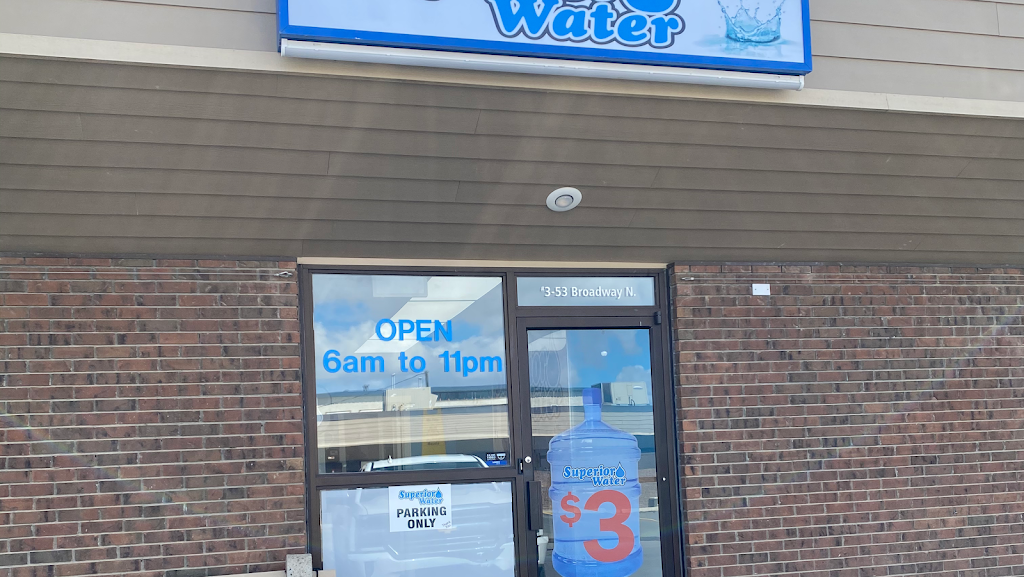 Water
#3-53 Broadway N.
OPEN
6am to 11pm
Superior
Water
$3
Superior
Water
PARKING
ONLY